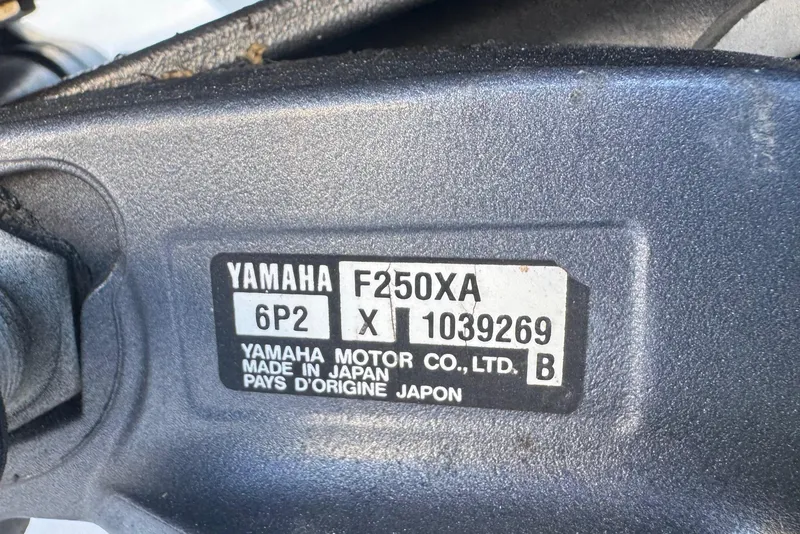 YAMAHA F250XA
6P2 X 1039269
YAMAHA MOTOR CO., LTD. B
MADE IN JAPAN
PAYS D'ORIGINE JAPON